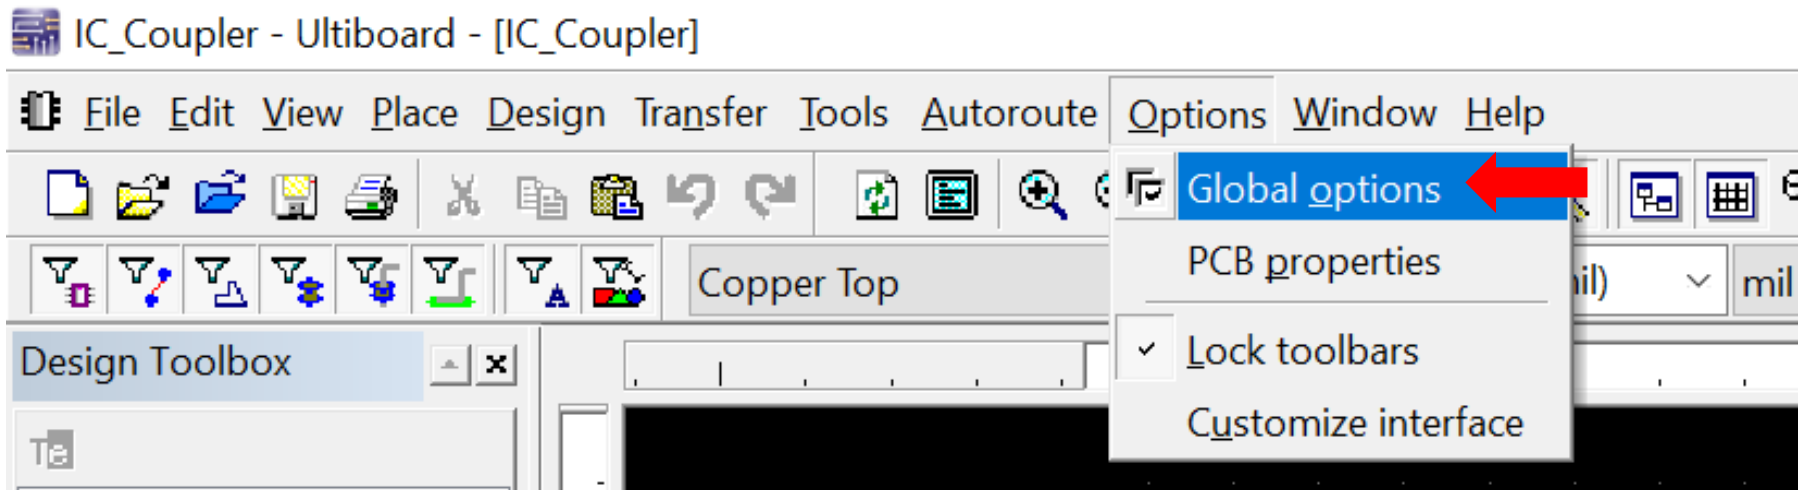 IC_Coupler - Ultiboard - [IC_Coupler]
File Edit View Place Design Transfer Tools Autoroute Options Window Help
Global options
PCB properties
Lock toolbars
Customize interface
Copper Top
mil
Design Toolbox